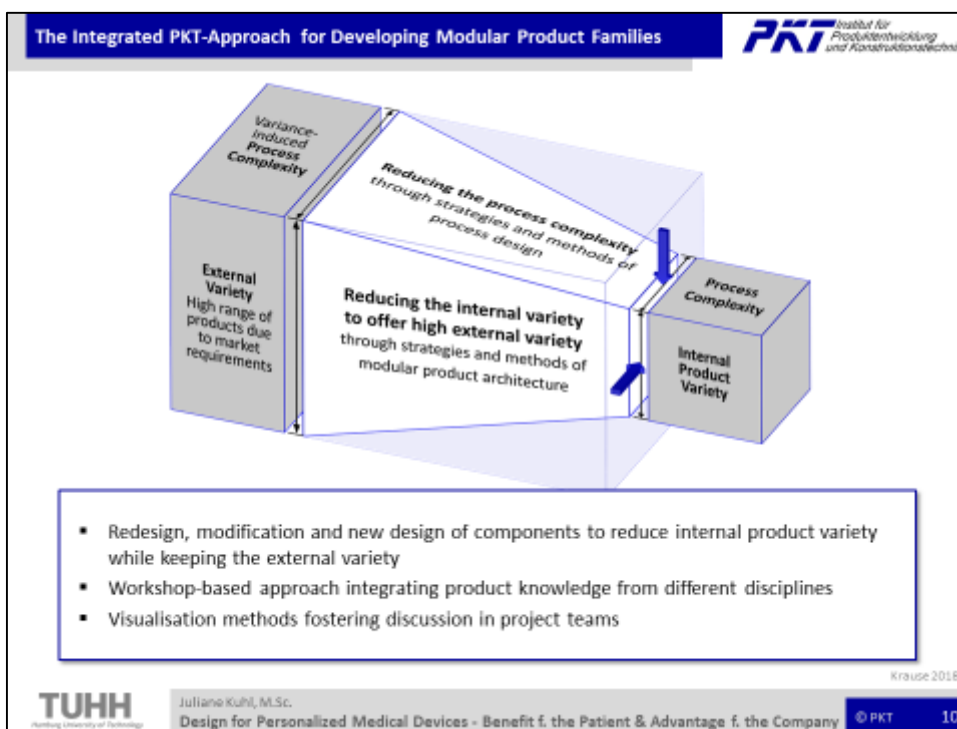 The Integrated PKT-Approach for Developing Modular Product Families
PKT Institut für
Produktentwicklung
und Konstruktionstechnik
Variance-
induced
Process
Complexity
Reducing the process complexity
through strategies and methods of
process design
External
Variety
High range of
products due
to market
requirements
Reducing the internal variety
to offer high external variety
through strategies and methods of
modular product architecture
Process
Complexity
Internal
Product
Variety
▪ Redesign, modification and new design of components to reduce internal product variety
while keeping the external variety
▪ Workshop-based approach integrating product knowledge from different disciplines
▪ Visualisation methods fostering discussion in project teams
Krause 2018
TUHH
Hamburg University of Technology
Juliane Kuhl, M.Sc.
Design for Personalized Medical Devices - Benefit f. the Patient & Advantage f. the Company
© PKT 10